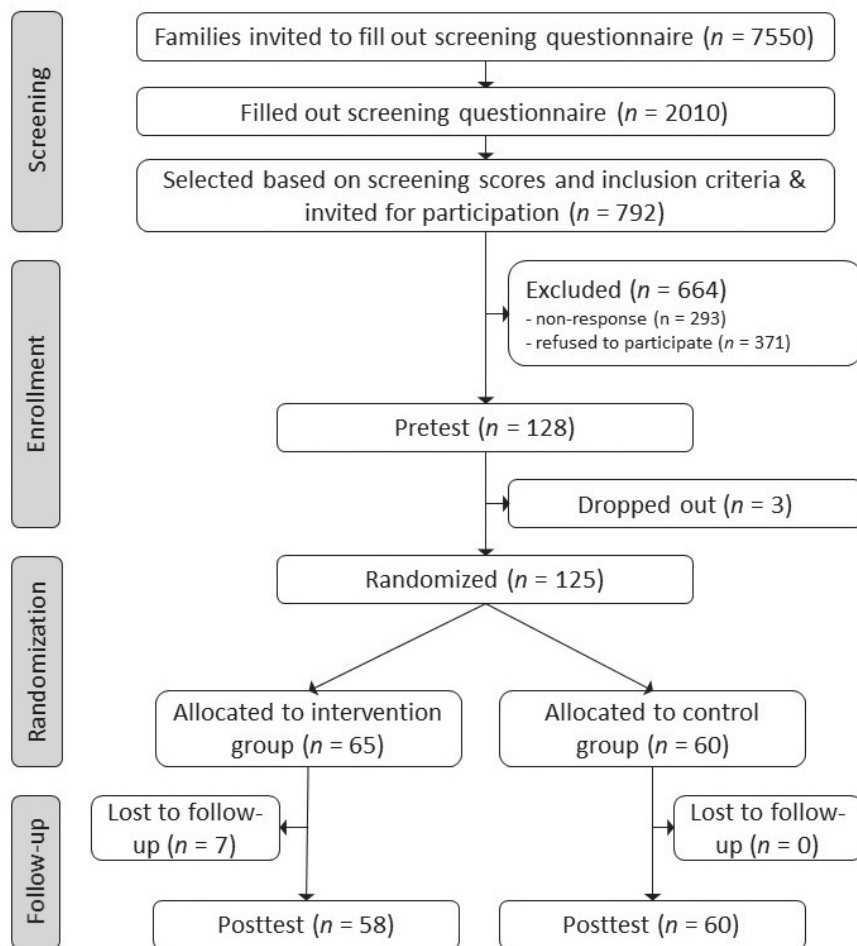 Screening
Families invited to fill out screening questionnaire (n = 7550)
Filled out screening questionnaire (n = 2010)
Selected based on screening scores and inclusion criteria &
invited for participation (n = 792)
Enrollment
Excluded (n = 664)
- non-response (n = 293)
- refused to participate (n = 371)
Pretest (n = 128)
Dropped out (n = 3)
Randomization
Randomized (n = 125)
Allocated to intervention
group (n = 65)
Allocated to control
group (n = 60)
Follow-up
Lost to follow-
up (n = 7)
Lost to follow-
up (n = 0)
Posttest (n = 58)
Posttest (n = 60)